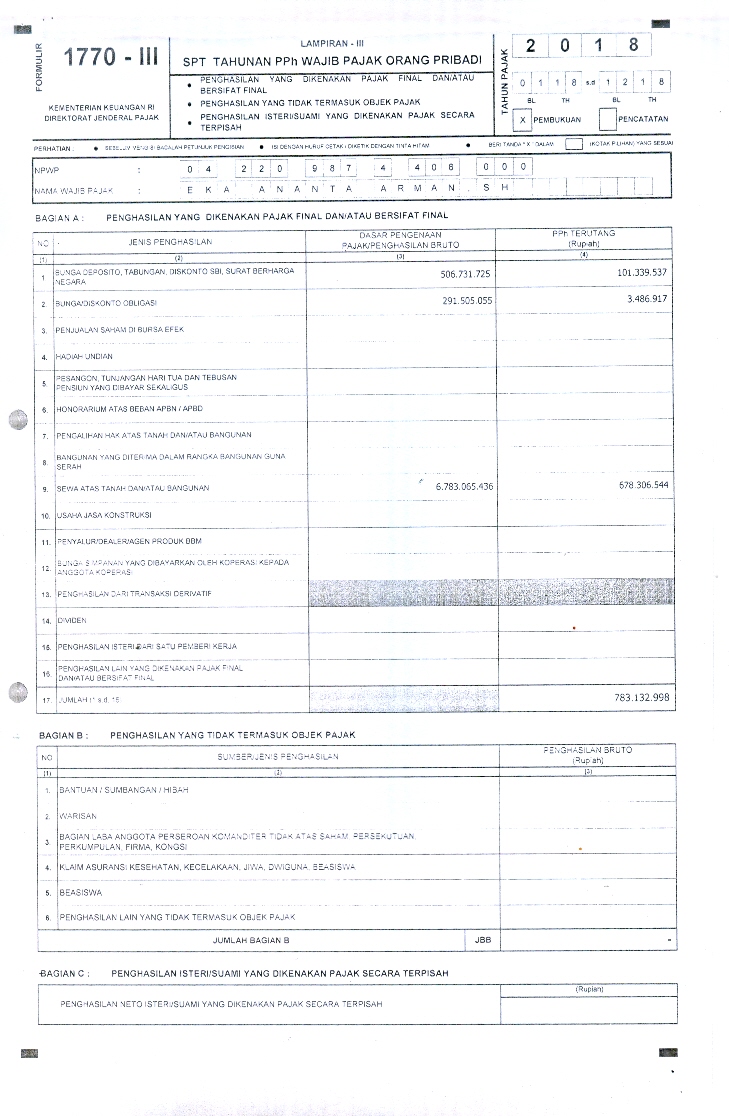 FORMULIR
1770 - III
KEMENTERIAN KEUANGAN RI
DIREKTORAT JENDERAL PAJAK
LAMPIRAN - III
SPT TAHUNAN PPh WAJIB PAJAK ORANG PRIBADI
• PENGHASILAN YANG DIKENAKAN PAJAK FINAL DAN/ATAU BERSIFAT FINAL
• PENGHASILAN YANG TIDAK TERMASUK OBJEK PAJAK
• PENGHASILAN ISTERI/SUAMI YANG DIKENAKAN PAJAK SECARA TERPISAH
TAHUN PAJAK
2 0 1 8
0 1 1 8 s.d 1 2 1 8
BL TH BL TH
X PEMBUKUAN PENCATATAN
PERHATIAN : • SEBELUM MENGISI BACALAH PETUNJUK PENGISIAN • ISI DENGAN HURUF CETAK / DIKETIK DENGAN TINTA HITAM • BERI TANDA "X" DALAM (KOTAK PILIHAN) YANG SESUAI
NPWP : 0 4 2 2 0 9 8 7 4 4 0 8 0 0 0
NAMA WAJIB PAJAK : E K A A N A N T A A R M A N , S H
BAGIAN A : PENGHASILAN YANG DIKENAKAN PAJAK FINAL DAN/ATAU BERSIFAT FINAL
NO JENIS PENGHASILAN DASAR PENGENAAN PAJAK/PENGHASILAN BRUTO PPh TERUTANG (Rupiah)
(1) (2) (3) (4)
1. BUNGA DEPOSITO, TABUNGAN, DISKONTO SBI, SURAT BERHARGA NEGARA 506.731.725 101.339.537
2. BUNGA/DISKONTO OBLIGASI 291.505.055 3.486.917
3. PENJUALAN SAHAM DI BURSA EFEK
4. HADIAH UNDIAN
5. PESANGON, TUNJANGAN HARI TUA DAN TEBUSAN PENSIUN YANG DIBAYAR SEKALIGUS
6. HONORARIUM ATAS BEBAN APBN / APBD
7. PENGALIHAN HAK ATAS TANAH DAN/ATAU BANGUNAN
8. BANGUNAN YANG DITERIMA DALAM RANGKA BANGUNAN GUNA SERAH
9. SEWA ATAS TANAH DAN/ATAU BANGUNAN 6.783.065.436 678.306.544
10. USAHA JASA KONSTRUKSI
11. PENYALUR/DEALER/AGEN PRODUK BBM
12. BUNGA SIMPANAN YANG DIBAYARKAN OLEH KOPERASI KEPADA ANGGOTA KOPERASI
13. PENGHASILAN DARI TRANSAKSI DERIVATIF
14. DIVIDEN
15. PENGHASILAN ISTERI DARI SATU PEMBERI KERJA
16. PENGHASILAN LAIN YANG DIKENAKAN PAJAK FINAL DAN/ATAU BERSIFAT FINAL
17. JUMLAH (1 s.d. 16) 783.132.998
BAGIAN B : PENGHASILAN YANG TIDAK TERMASUK OBJEK PAJAK
NO SUMBER/JENIS PENGHASILAN PENGHASILAN BRUTO (Rupiah)
(1) (2) (3)
1. BANTUAN / SUMBANGAN / HIBAH
2. WARISAN
3. BAGIAN LABA ANGGOTA PERSEROAN KOMANDITER TIDAK ATAS SAHAM, PERSEKUTUAN, PERKUMPULAN, FIRMA, KONGSI
4. KLAIM ASURANSI KESEHATAN, KECELAKAAN, JIWA, DWIGUNA, BEASISWA
5. BEASISWA
6. PENGHASILAN LAIN YANG TIDAK TERMASUK OBJEK PAJAK
JUMLAH BAGIAN B JBB -
BAGIAN C : PENGHASILAN ISTERI/SUAMI YANG DIKENAKAN PAJAK SECARA TERPISAH
(Rupiah)
PENGHASILAN NETO ISTERI/SUAMI YANG DIKENAKAN PAJAK SECARA TERPISAH